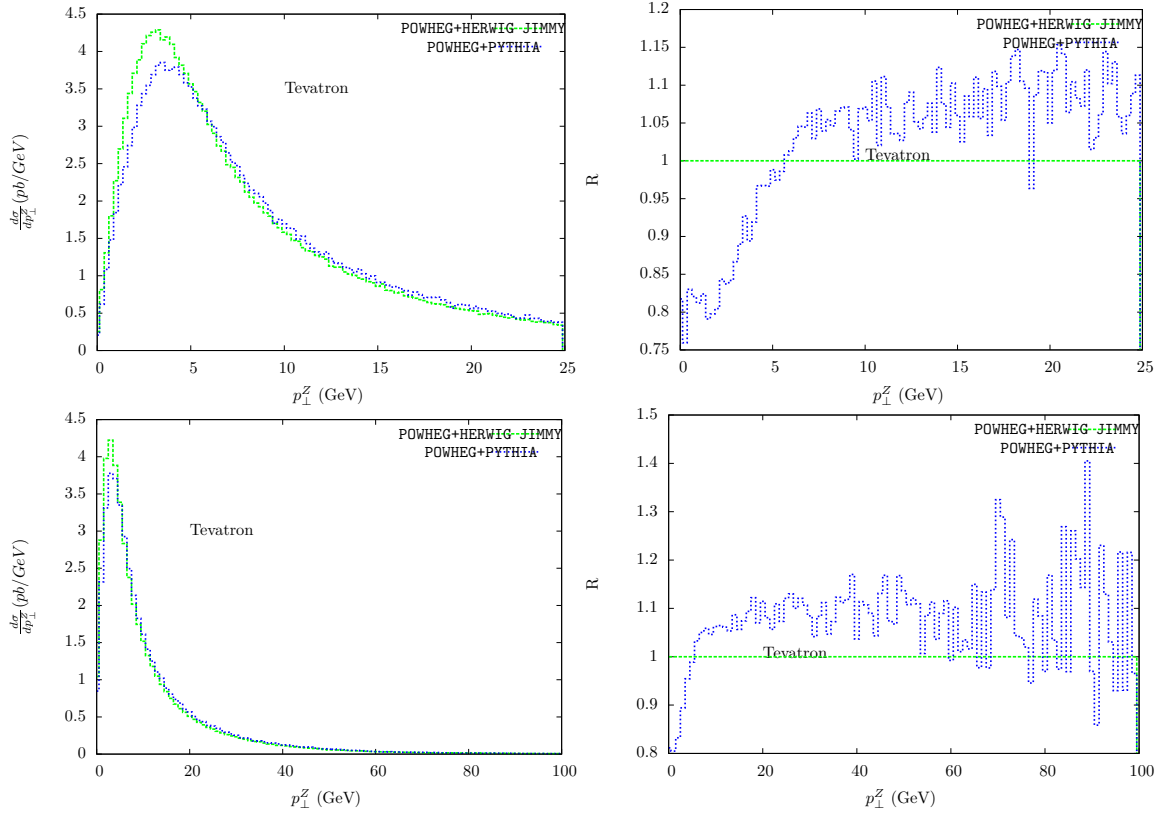 4.5
4
3.5
3
2.5
2
1.5
1
0.5
0
dσ/dp⊥^Z (pb/GeV)
POWHEG+HERWIG JIMMY
POWHEG+PYTHIA
Tevatron
0 5 10 15 20 25
p⊥^Z (GeV)
1.2
1.15
1.1
1.05
1
0.95
0.9
0.85
0.8
0.75
R
POWHEG+HERWIG JIMMY
POWHEG+PYTHIA
Tevatron
0 5 10 15 20 25
p⊥^Z (GeV)
4.5
4
3.5
3
2.5
2
1.5
1
0.5
0
dσ/dp⊥^Z (pb/GeV)
POWHEG+HERWIG JIMMY
POWHEG+PYTHIA
Tevatron
0 20 40 60 80 100
p⊥^Z (GeV)
1.5
1.4
1.3
1.2
1.1
1
0.9
0.8
R
POWHEG+HERWIG JIMMY
POWHEG+PYTHIA
Tevatron
0 20 40 60 80 100
p⊥^Z (GeV)